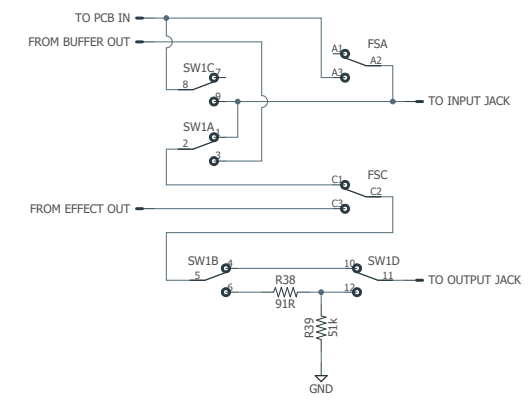 TO PCB IN
FROM BUFFER OUT
A1
FSA
A2
A3
SW1C
7
8
9
TO INPUT JACK
SW1A
1
2
3
C1
FSC
C2
FROM EFFECT OUT
C3
SW1B
4
5
6
R38
91R
10
SW1D
11
12
TO OUTPUT JACK
R39
51k
GND